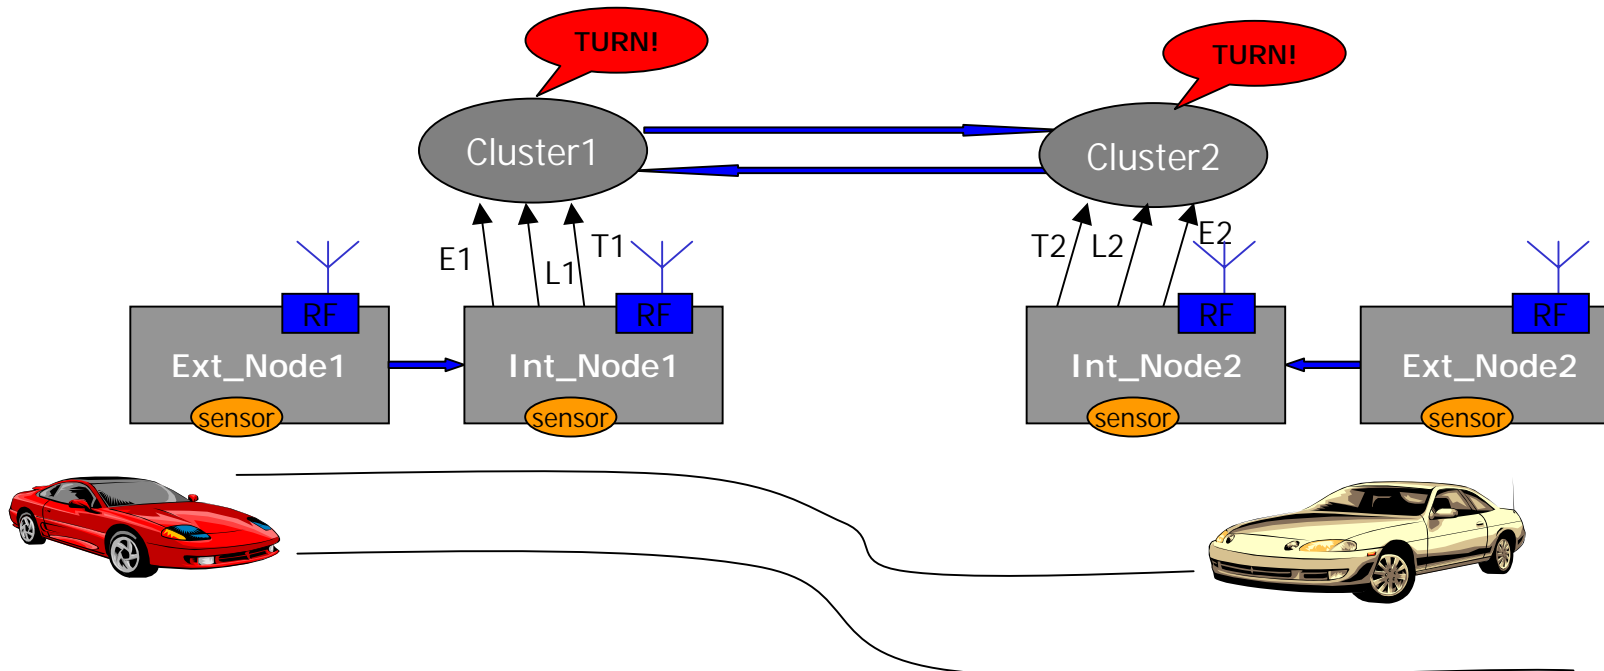 TURN!
TURN!
Cluster1
Cluster2
E1
L1
T1
T2
L2
E2
RF
RF
RF
RF
Ext_Node1
Int_Node1
Int_Node2
Ext_Node2
sensor
sensor
sensor
sensor